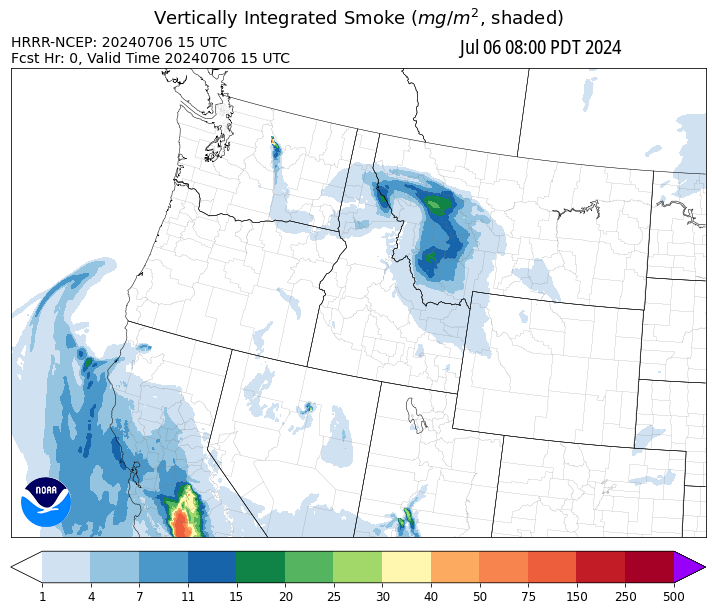 Vertically Integrated Smoke (mg/m², shaded)
HRRR-NCEP: 20240706 15 UTC
Jul 06 08:00 PDT 2024
Fcst Hr: 0, Valid Time 20240706 15 UTC
NOAA
1 4 7 11 15 20 25 30 40 50 75 150 250 500